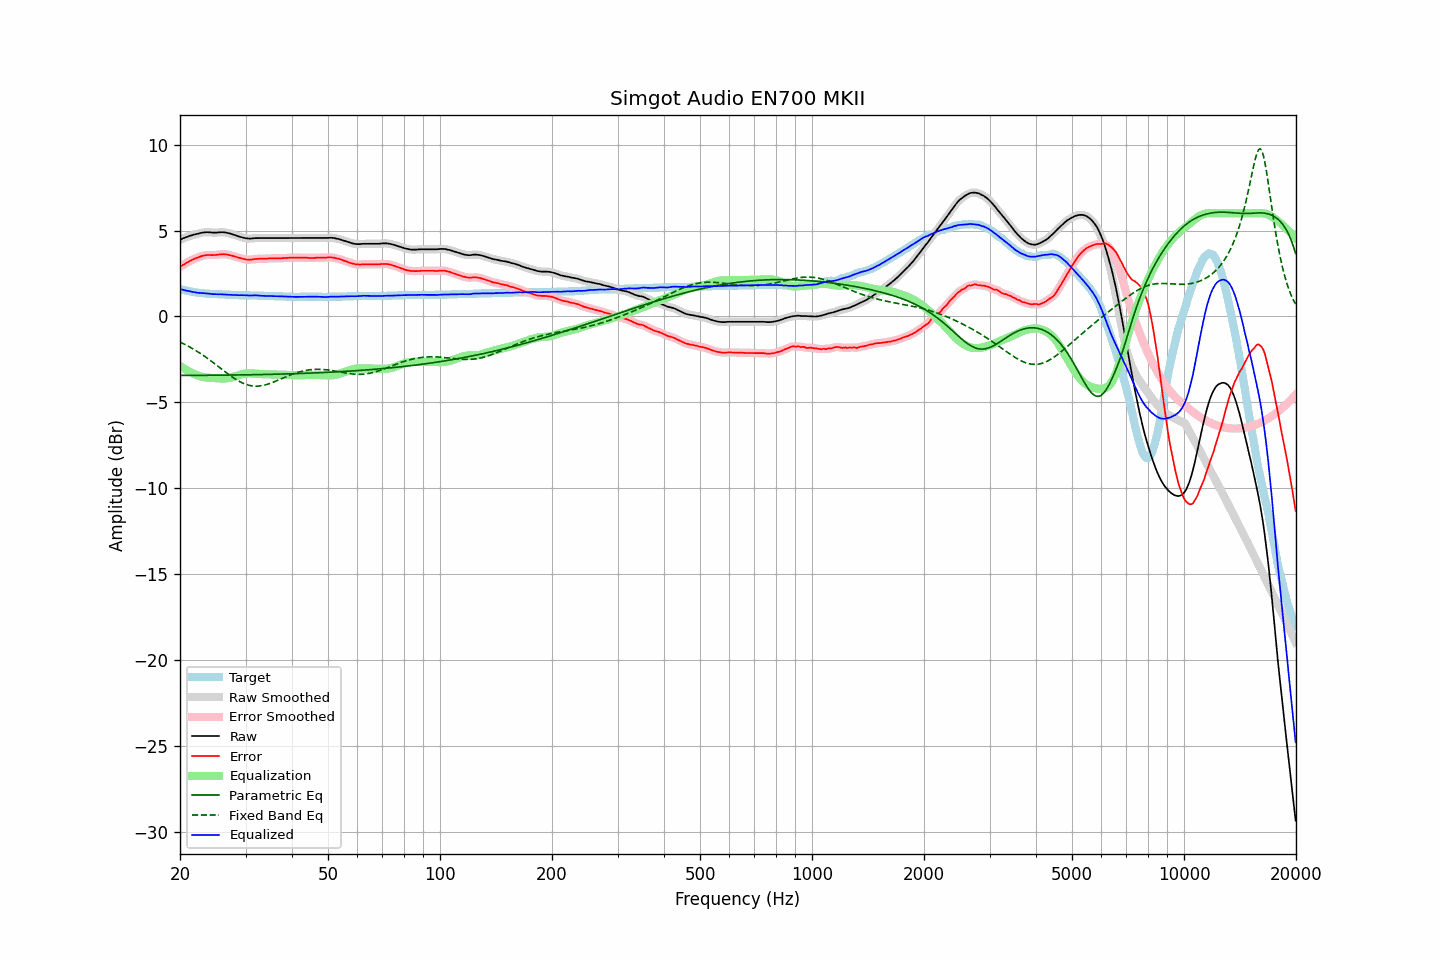 Simgot Audio EN700 MKII
Amplitude (dBr)
10
5
0
−5
−10
−15
−20
−25
−30
Target
Raw Smoothed
Error Smoothed
Raw
Error
Equalization
Parametric Eq
Fixed Band Eq
Equalized
20 50 100 200 500 1000 2000 5000 10000 20000
Frequency (Hz)